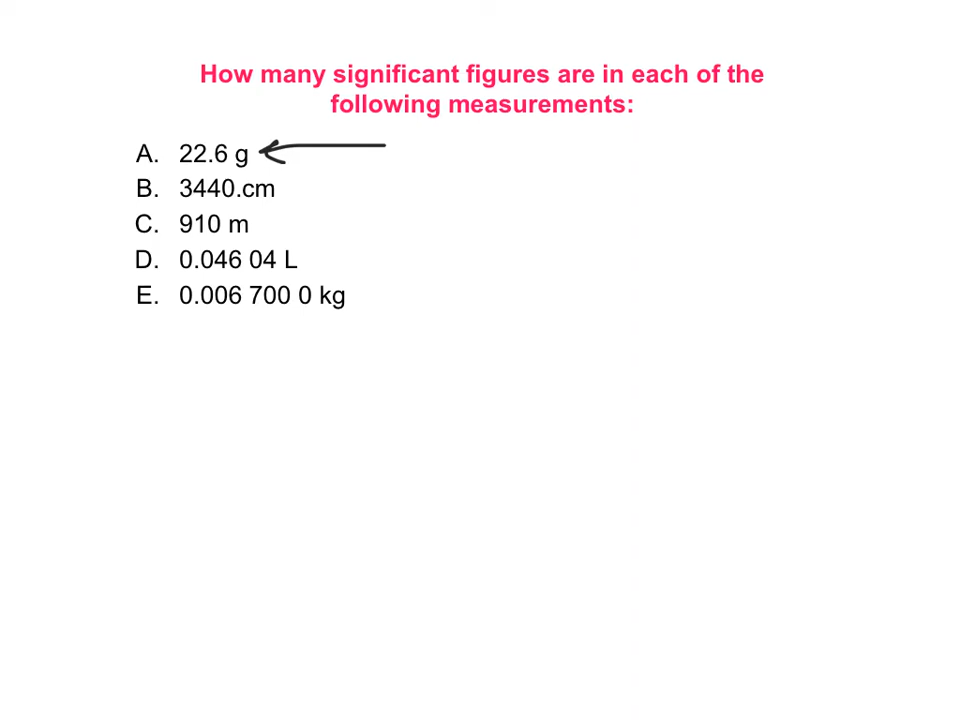 How many significant figures are in each of the
following measurements:
A. 22.6 g
B. 3440.cm
C. 910 m
D. 0.046 04 L
E. 0.006 700 0 kg